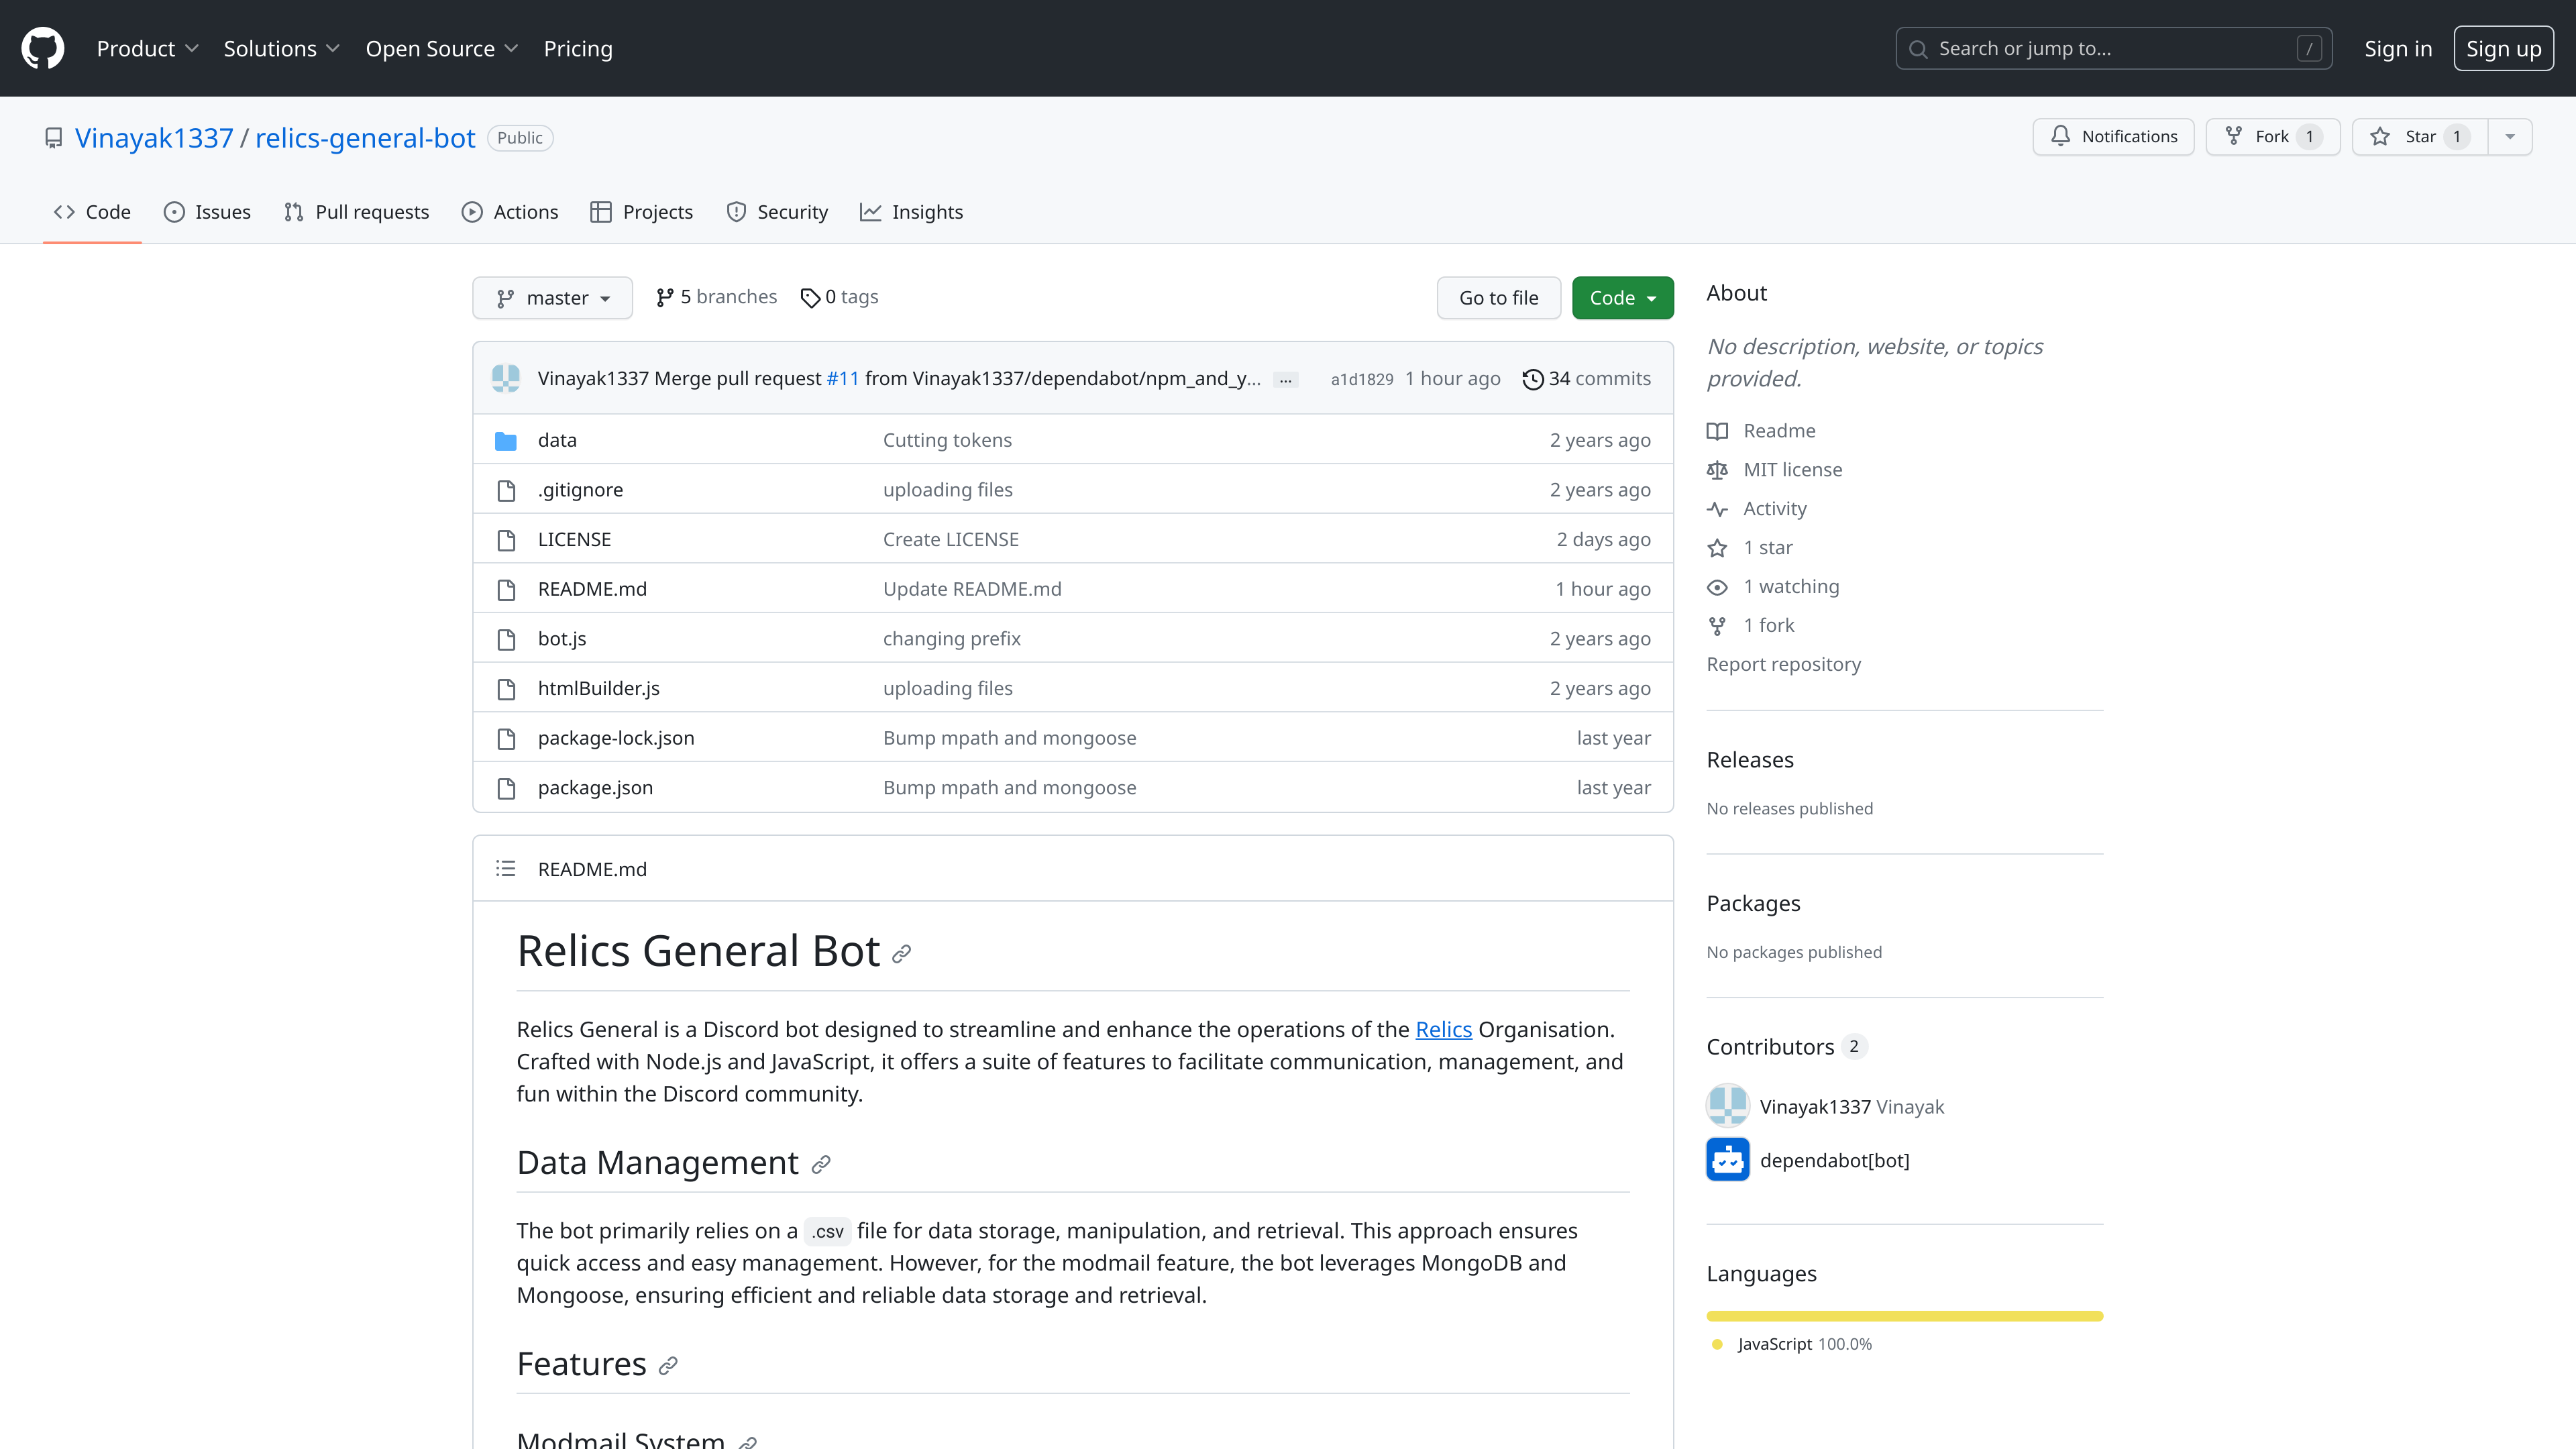 Product Solutions Open Source Pricing Search or jump to... / Sign in Sign up
Vinayak1337 / relics-general-bot Public Notifications Fork 1 Star 1
Code Issues Pull requests Actions Projects Security Insights
master 5 branches 0 tags Go to file Code
Vinayak1337 Merge pull request #11 from Vinayak1337/dependabot/npm_and_y... ... a1d1829 1 hour ago 34 commits
data Cutting tokens 2 years ago
.gitignore uploading files 2 years ago
LICENSE Create LICENSE 2 days ago
README.md Update README.md 1 hour ago
bot.js changing prefix 2 years ago
htmlBuilder.js uploading files 2 years ago
package-lock.json Bump mpath and mongoose last year
package.json Bump mpath and mongoose last year
README.md
Relics General Bot
Relics General is a Discord bot designed to streamline and enhance the operations of the Relics Organisation.
Crafted with Node.js and JavaScript, it offers a suite of features to facilitate communication, management, and
fun within the Discord community.
Data Management
The bot primarily relies on a .csv file for data storage, manipulation, and retrieval. This approach ensures
quick access and easy management. However, for the modmail feature, the bot leverages MongoDB and
Mongoose, ensuring efficient and reliable data storage and retrieval.
Features
Modmail System
About
No description, website, or topics
provided.
Readme
MIT license
Activity
1 star
1 watching
1 fork
Report repository
Releases
No releases published
Packages
No packages published
Contributors 2
Vinayak1337 Vinayak
dependabot[bot]
Languages
JavaScript 100.0%